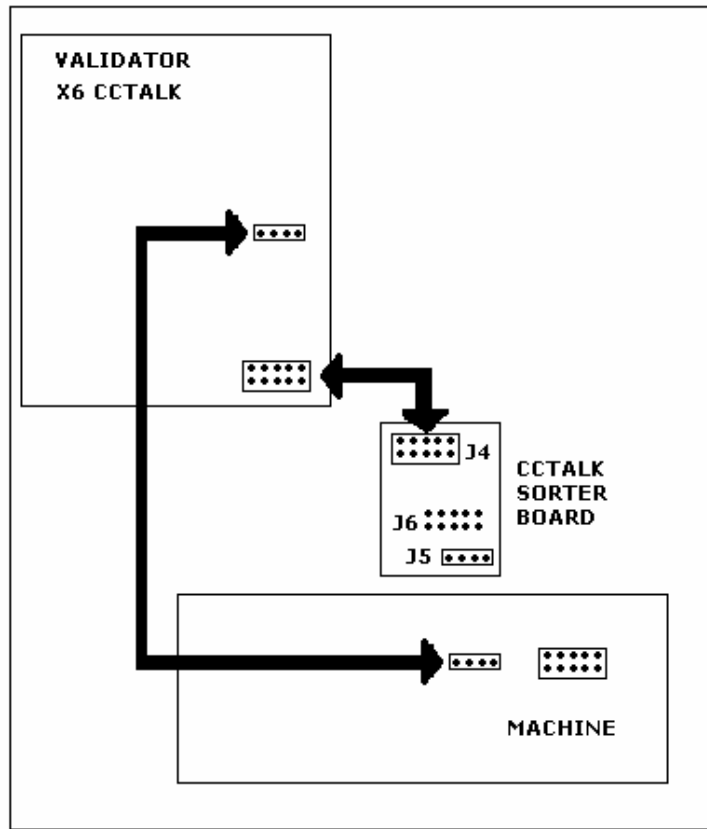 VALIDATOR
X6 CCTALK
J4
CCTALK
SORTER
BOARD
J6
J5
MACHINE